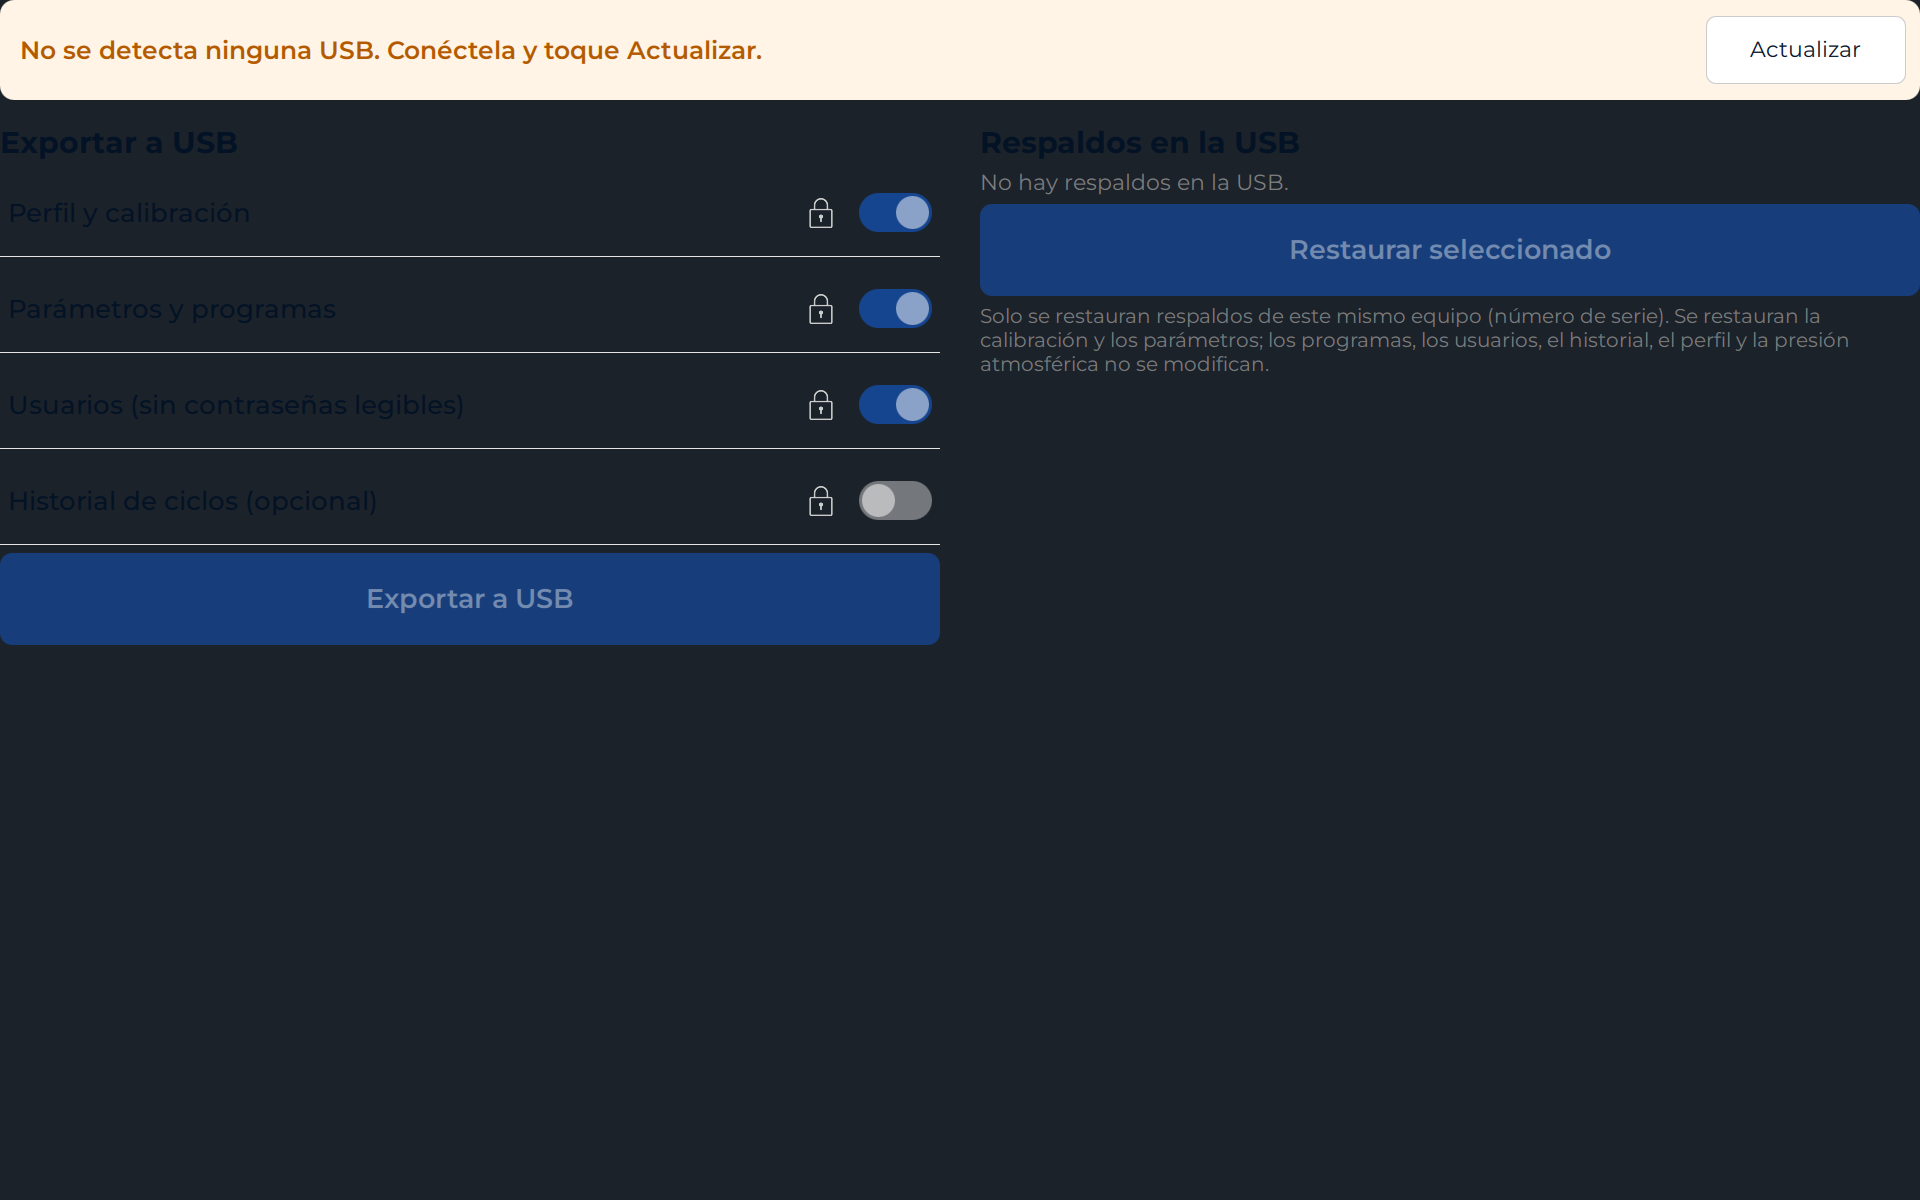 No se detecta ninguna USB. Conéctela y toque Actualizar.
Actualizar
Exportar a USB
Perfil y calibración
Parámetros y programas
Usuarios (sin contraseñas legibles)
Historial de ciclos (opcional)
Exportar a USB
Respaldos en la USB
No hay respaldos en la USB.
Restaurar seleccionado
Solo se restauran respaldos de este mismo equipo (número de serie). Se restauran la
calibración y los parámetros; los programas, los usuarios, el historial, el perfil y la presión
atmosférica no se modifican.